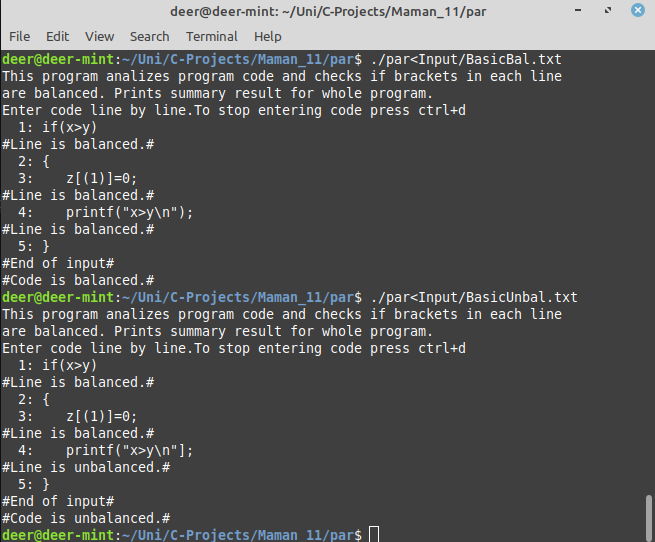 deer@deer-mint: ~/Uni/C-Projects/Maman_11/par
File Edit View Search Terminal Help
deer@deer-mint:~/Uni/C-Projects/Maman_11/par$ ./par<Input/BasicBal.txt
This program analizes program code and checks if brackets in each line
are balanced. Prints summary result for whole program.
Enter code line by line.To stop entering code press ctrl+d
  1: if(x>y)
#Line is balanced.#
  2: {
  3:    z[(1)]=0;
#Line is balanced.#
  4:    printf("x>y\n");
#Line is balanced.#
  5: }
#End of input#
#Code is balanced.#
deer@deer-mint:~/Uni/C-Projects/Maman_11/par$ ./par<Input/BasicUnbal.txt
This program analizes program code and checks if brackets in each line
are balanced. Prints summary result for whole program.
Enter code line by line.To stop entering code press ctrl+d
  1: if(x>y)
#Line is balanced.#
  2: {
  3:    z[(1)]=0;
#Line is balanced.#
  4:    printf("x>y\n"];
#Line is unbalanced.#
  5: }
#End of input#
#Code is unbalanced.#
deer@deer-mint:~/Uni/C-Projects/Maman_11/par$